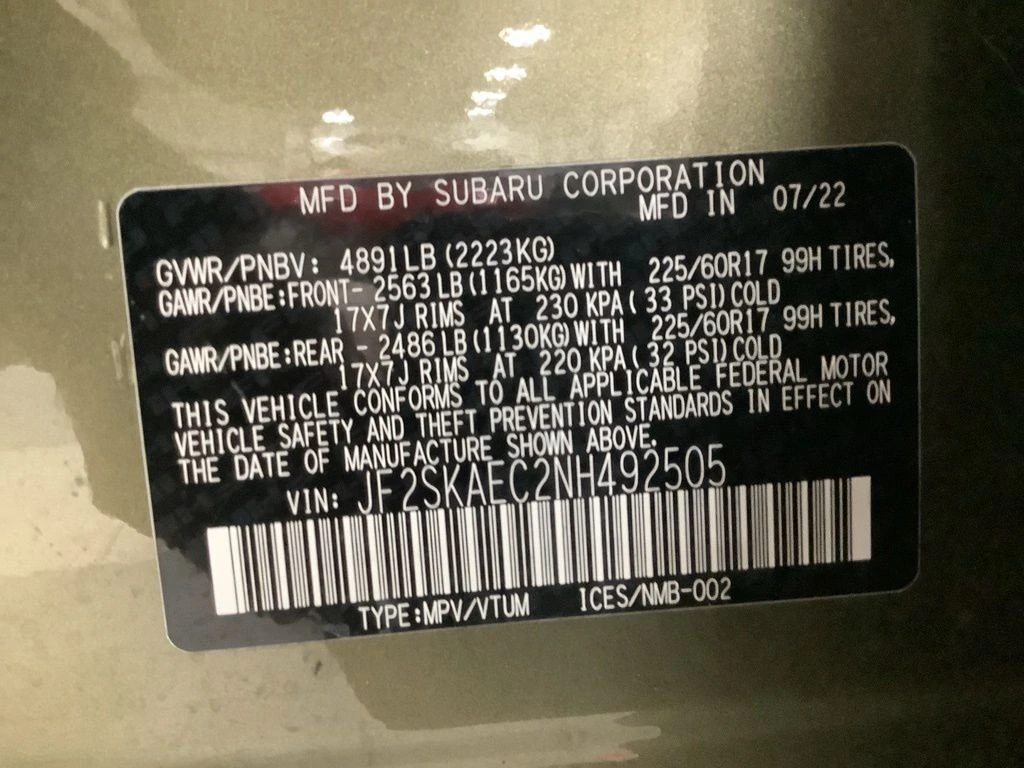 MFD BY SUBARU CORPORATION
MFD IN 07/22
GVWR/PNBV: 4891LB (2223KG)
GAWR/PNBE:FRONT- 2563 LB (1165KG) WITH 225/60R17 99H TIRES,
17X7J RIMS AT 230 KPA ( 33 PSI) COLD
GAWR/PNBE:REAR - 2486 LB (1130KG) WITH 225/60R17 99H TIRES,
17X7J RIMS AT 220 KPA ( 32 PSI) COLD
THIS VEHICLE CONFORMS TO ALL APPLICABLE FEDERAL MOTOR
VEHICLE SAFETY AND THEFT PREVENTION STANDARDS IN EFFECT ON
THE DATE OF MANUFACTURE SHOWN ABOVE.
VIN: JF2SKAEC2NH492505
TYPE:MPV/VTUM ICES/NMB-002